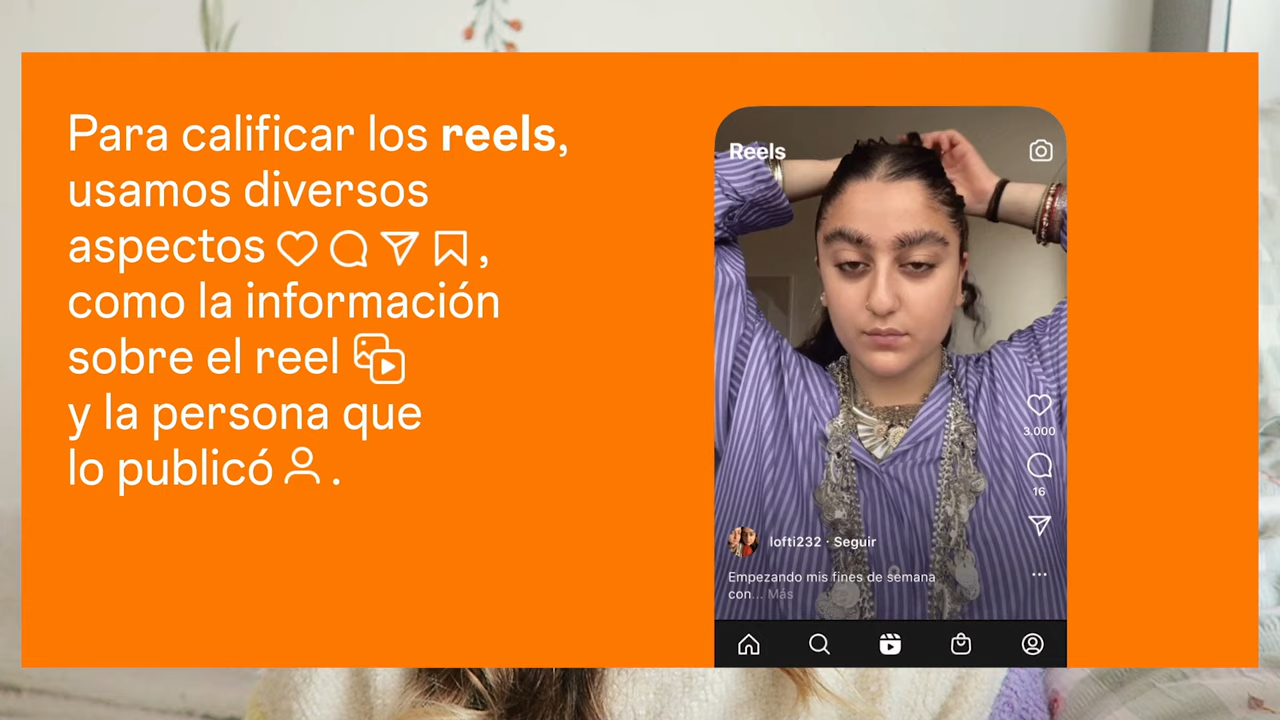 Para calificar los reels,
usamos diversos
aspectos ,
como la información
sobre el reel
y la persona que
lo publicó .
Reels
3.000
16
lofti232 · Seguir
Empezando mis fines de semana
con... Más